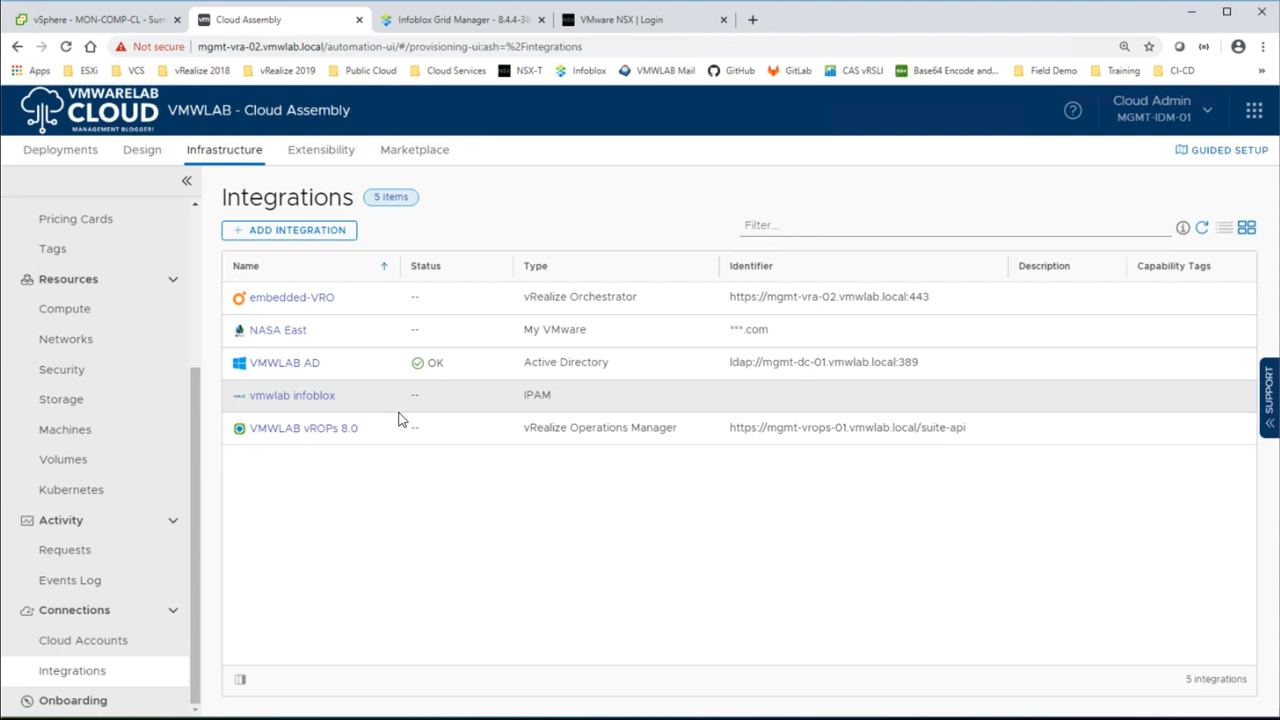 vSphere - MON-COMP-CL - Sum
Cloud Assembly
Infoblox Grid Manager - 8.4.4-38
VMware NSX | Login
Not secure
mgmt-vra-02.vmwlab.local/automation-ui/#/provisioning-ui;ash=%2Fintegrations
Apps
ESXi
VCS
vRealize 2018
vRealize 2019
Public Cloud
Cloud Services
NSX-T
Infoblox
VMWLAB Mail
GitHub
GitLab
CAS vRSLI
Base64 Encode and...
Field Demo
Training
CI-CD
»
VMWARELAB
CLOUD
MANAGEMENT BLOGGER!
VMWLAB - Cloud Assembly
Cloud Admin
MGMT-IDM-01
Deployments
Design
Infrastructure
Extensibility
Marketplace
GUIDED SETUP
Pricing Cards
Tags
Resources
Compute
Networks
Security
Storage
Machines
Volumes
Kubernetes
Activity
Requests
Events Log
Connections
Cloud Accounts
Integrations
Onboarding
Integrations
5 items
+ ADD INTEGRATION
Filter...
Name Status Type Identifier Description Capability Tags
embedded-VRO -- vRealize Orchestrator https://mgmt-vra-02.vmwlab.local:443
NASA East -- My VMware ***.com
VMWLAB AD OK Active Directory ldap://mgmt-dc-01.vmwlab.local:389
vmwlab infoblox -- IPAM
VMWLAB vROPs 8.0 -- vRealize Operations Manager https://mgmt-vrops-01.vmwlab.local/suite-api
5 integrations
SUPPORT